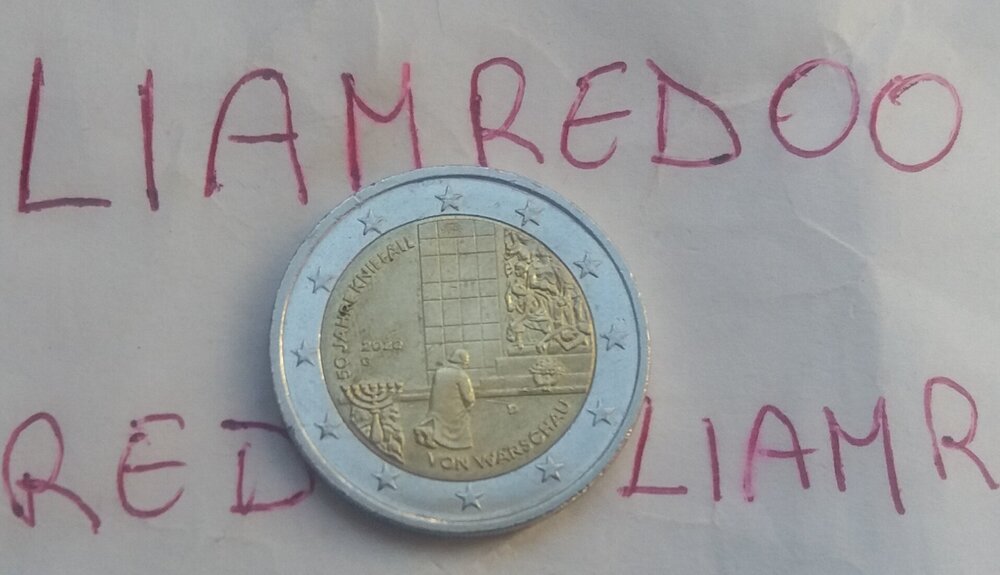 LIAMREDOO
50 JAHRE KNIEFALL
2020
G
D
VON WARSCHAU
RED LIAMR